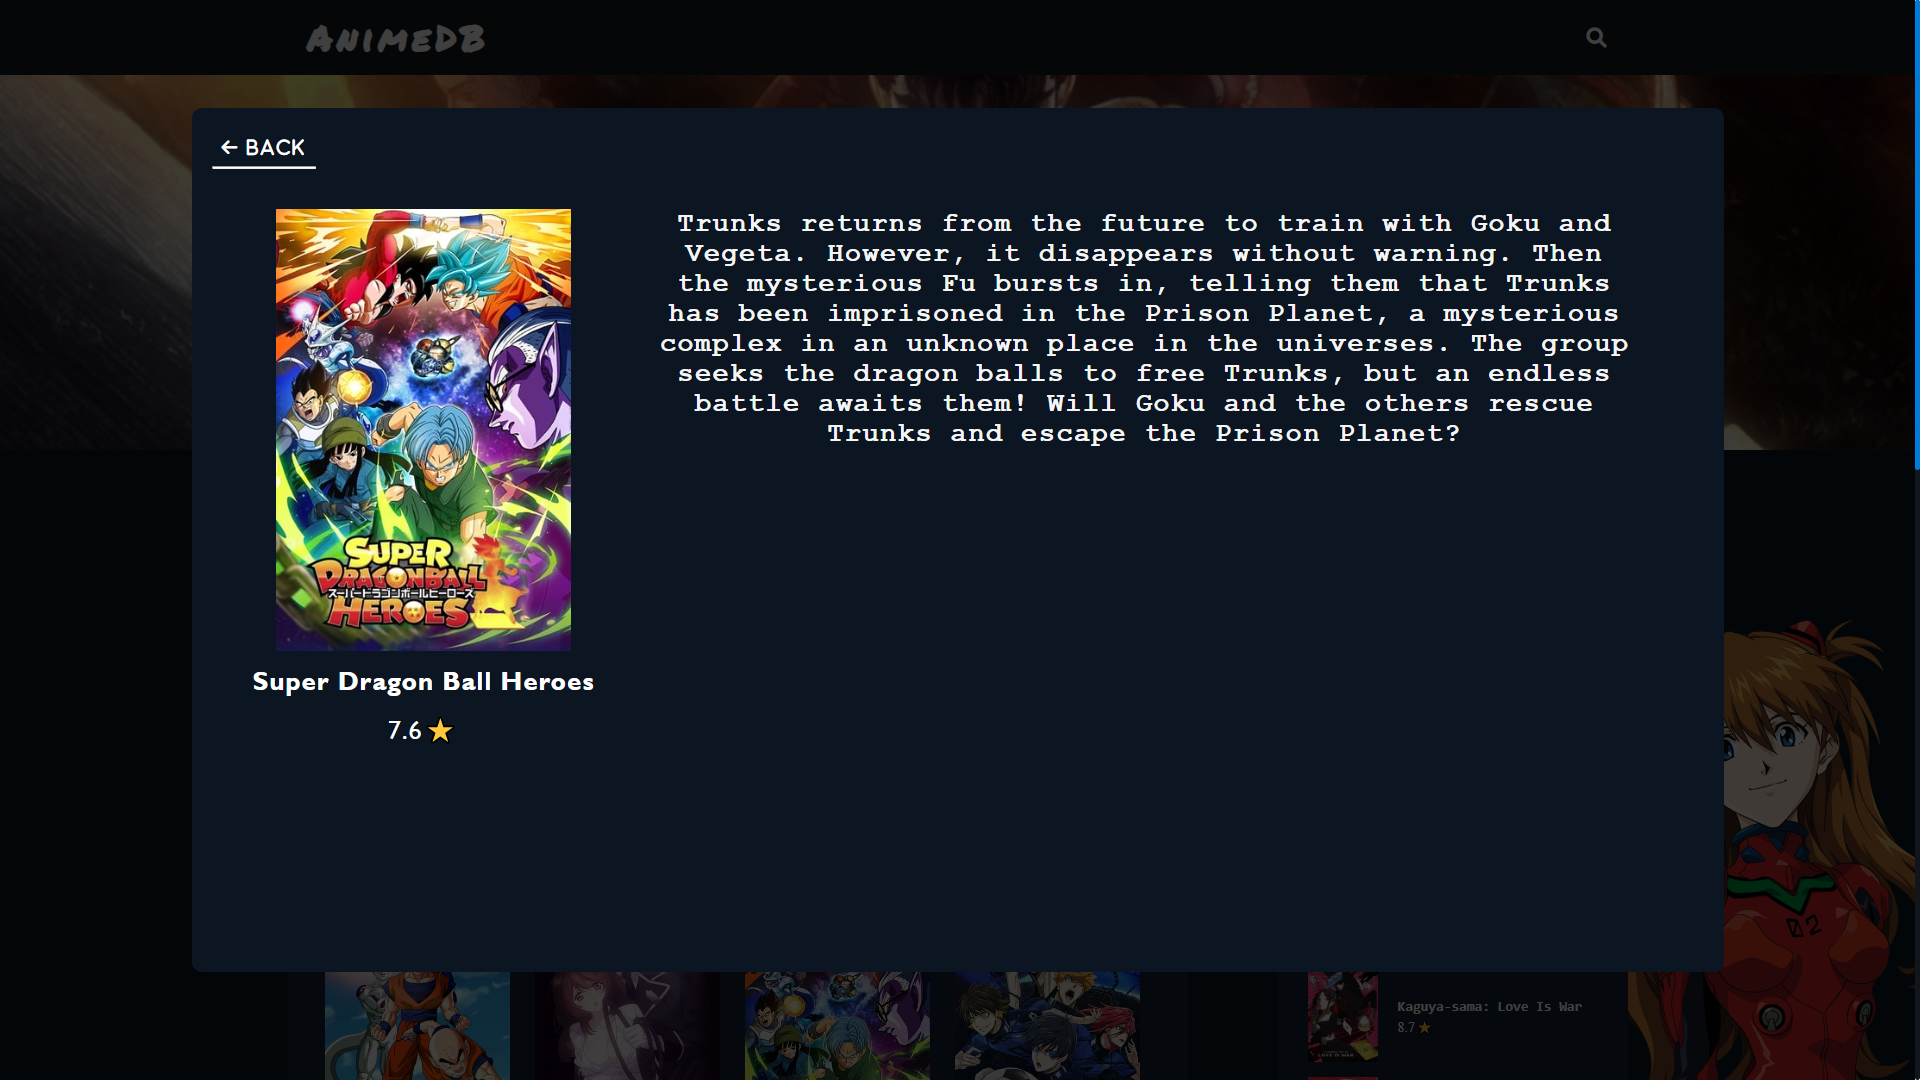 AnimeDB
BACK
Trunks returns from the future to train with Goku and
Vegeta. However, it disappears without warning. Then
the mysterious Fu bursts in, telling them that Trunks
has been imprisoned in the Prison Planet, a mysterious
complex in an unknown place in the universes. The group
seeks the dragon balls to free Trunks, but an endless
battle awaits them! Will Goku and the others rescue
Trunks and escape the Prison Planet?
SUPER
DRAGONBALL
スーパードラゴンボールヒーローズ
HEROES
Super Dragon Ball Heroes
7.6
02
Kaguya-sama: Love Is War
8.7
LOVE IS WAR